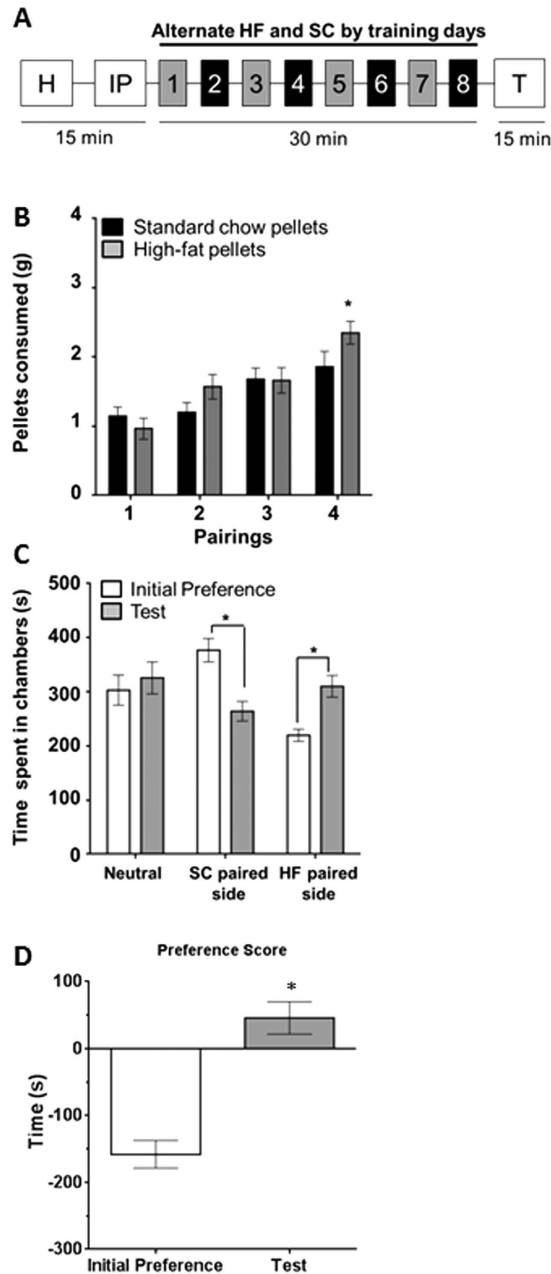 A
Alternate HF and SC by training days
H IP 1 2 3 4 5 6 7 8 T
15 min 30 min 15 min
B
Standard chow pellets
High-fat pellets
Pellets consumed (g)
4
3
2
1
0
*
1 2 3 4
Pairings
C
Initial Preference
Test
Time spent in chambers (s)
500
400
300
200
100
0
* *
Neutral SC paired side HF paired side
D
Preference Score
Time (s)
100
0
-100
-200
-300
*
Initial Preference Test